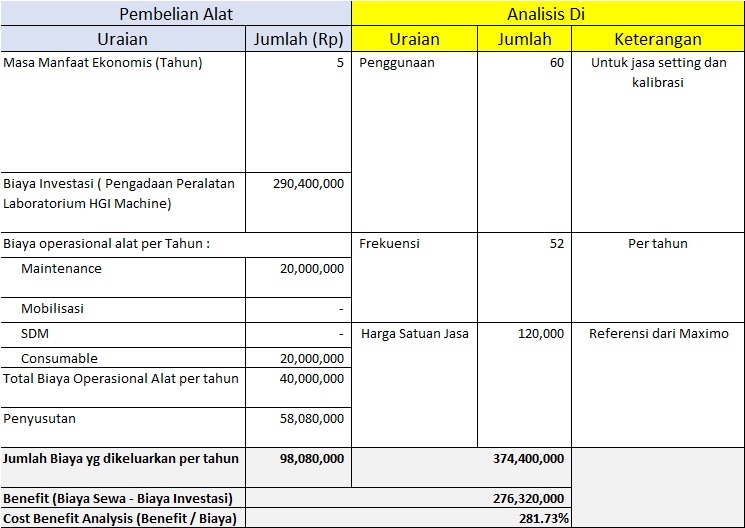 Pembelian Alat Analisis Di
Uraian Jumlah (Rp) Uraian Jumlah Keterangan
Masa Manfaat Ekonomis (Tahun) 5 Penggunaan 60 Untuk jasa setting dan
kalibrasi
Biaya Investasi ( Pengadaan Peralatan 290,400,000
Laboratorium HGI Machine)
Biaya operasional alat per Tahun : Frekuensi 52 Per tahun
Maintenance 20,000,000
Mobilisasi -
SDM - Harga Satuan Jasa 120,000 Referensi dari Maximo
Consumable 20,000,000
Total Biaya Operasional Alat per tahun 40,000,000
Penyusutan 58,080,000
Jumlah Biaya yg dikeluarkan per tahun 98,080,000 374,400,000
Benefit (Biaya Sewa - Biaya Investasi) 276,320,000
Cost Benefit Analysis (Benefit / Biaya) 281.73%